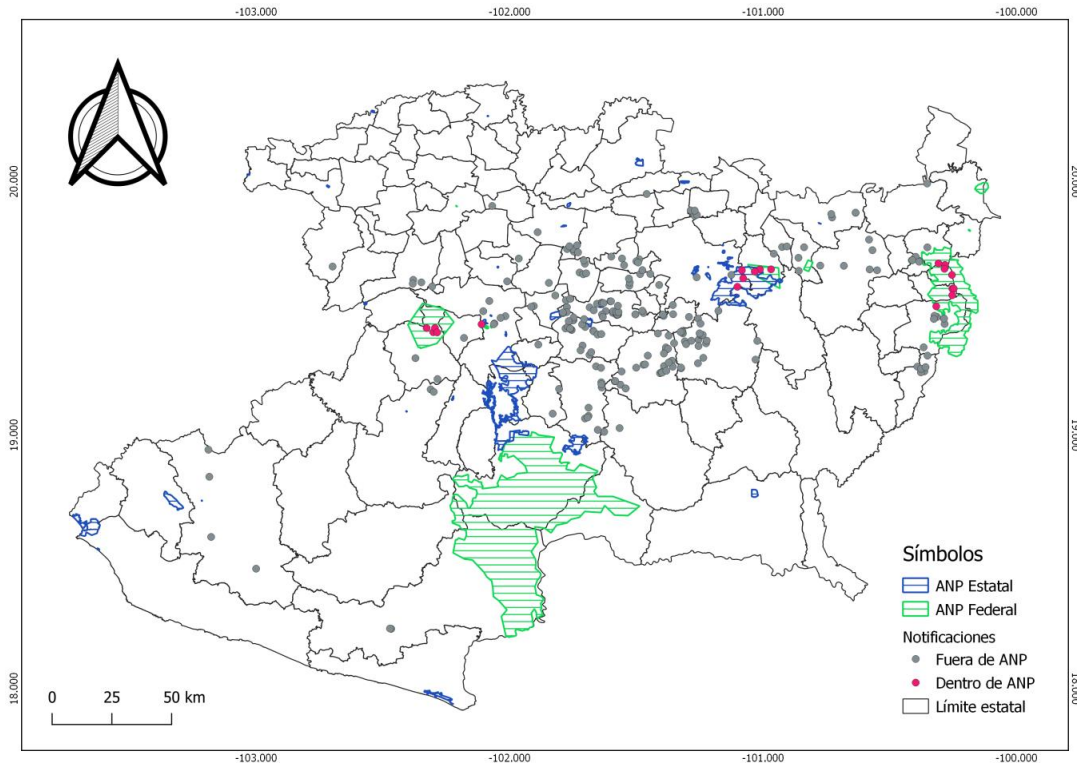 -103.000 -102.000 -101.000 -100.000
20.000 20.000
19.000 19.000
18.000 18.000
Símbolos
ANP Estatal
ANP Federal
Notificaciones
Fuera de ANP
Dentro de ANP
Límite estatal
0 25 50 km
-103.000 -102.000 -101.000 -100.000